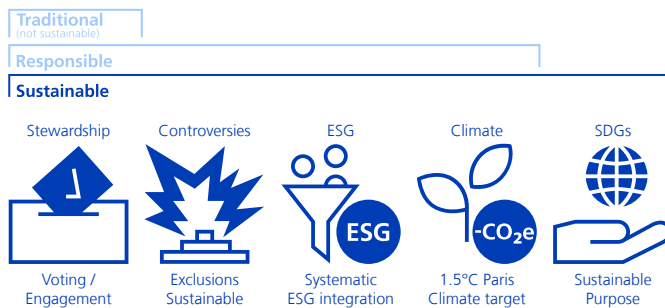 Traditional
(not sustainable)
Responsible
Sustainable
Stewardship Controversies ESG Climate SDGs
ESG -CO₂e
Voting / Exclusions Systematic 1.5°C Paris Sustainable
Engagement Sustainable ESG integration Climate target Purpose